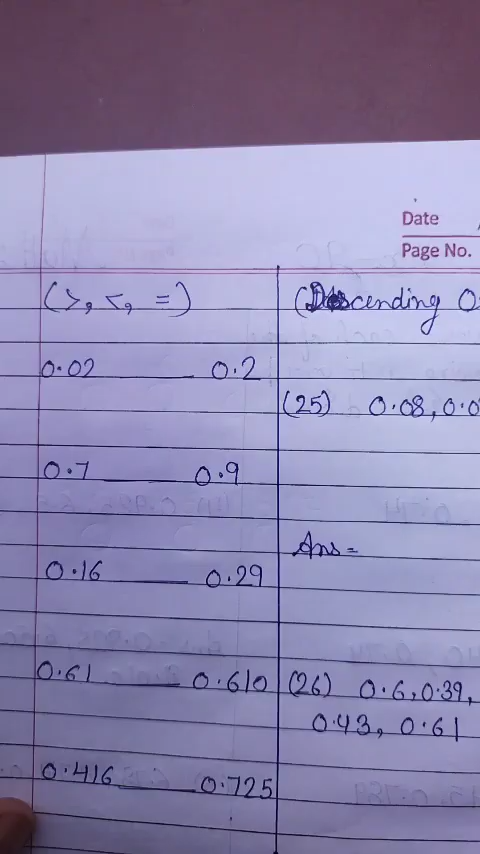 Date
Page No.
(>, <, =)
0.02 ____ 0.2
0.7 ____ 0.9
0.16 ____ 0.29
0.61 ____ 0.610
0.416 ____ 0.725
(Descending
(25) 0.08, 0.0
Ans =
(26) 0.6, 0.39,
0.43, 0.61